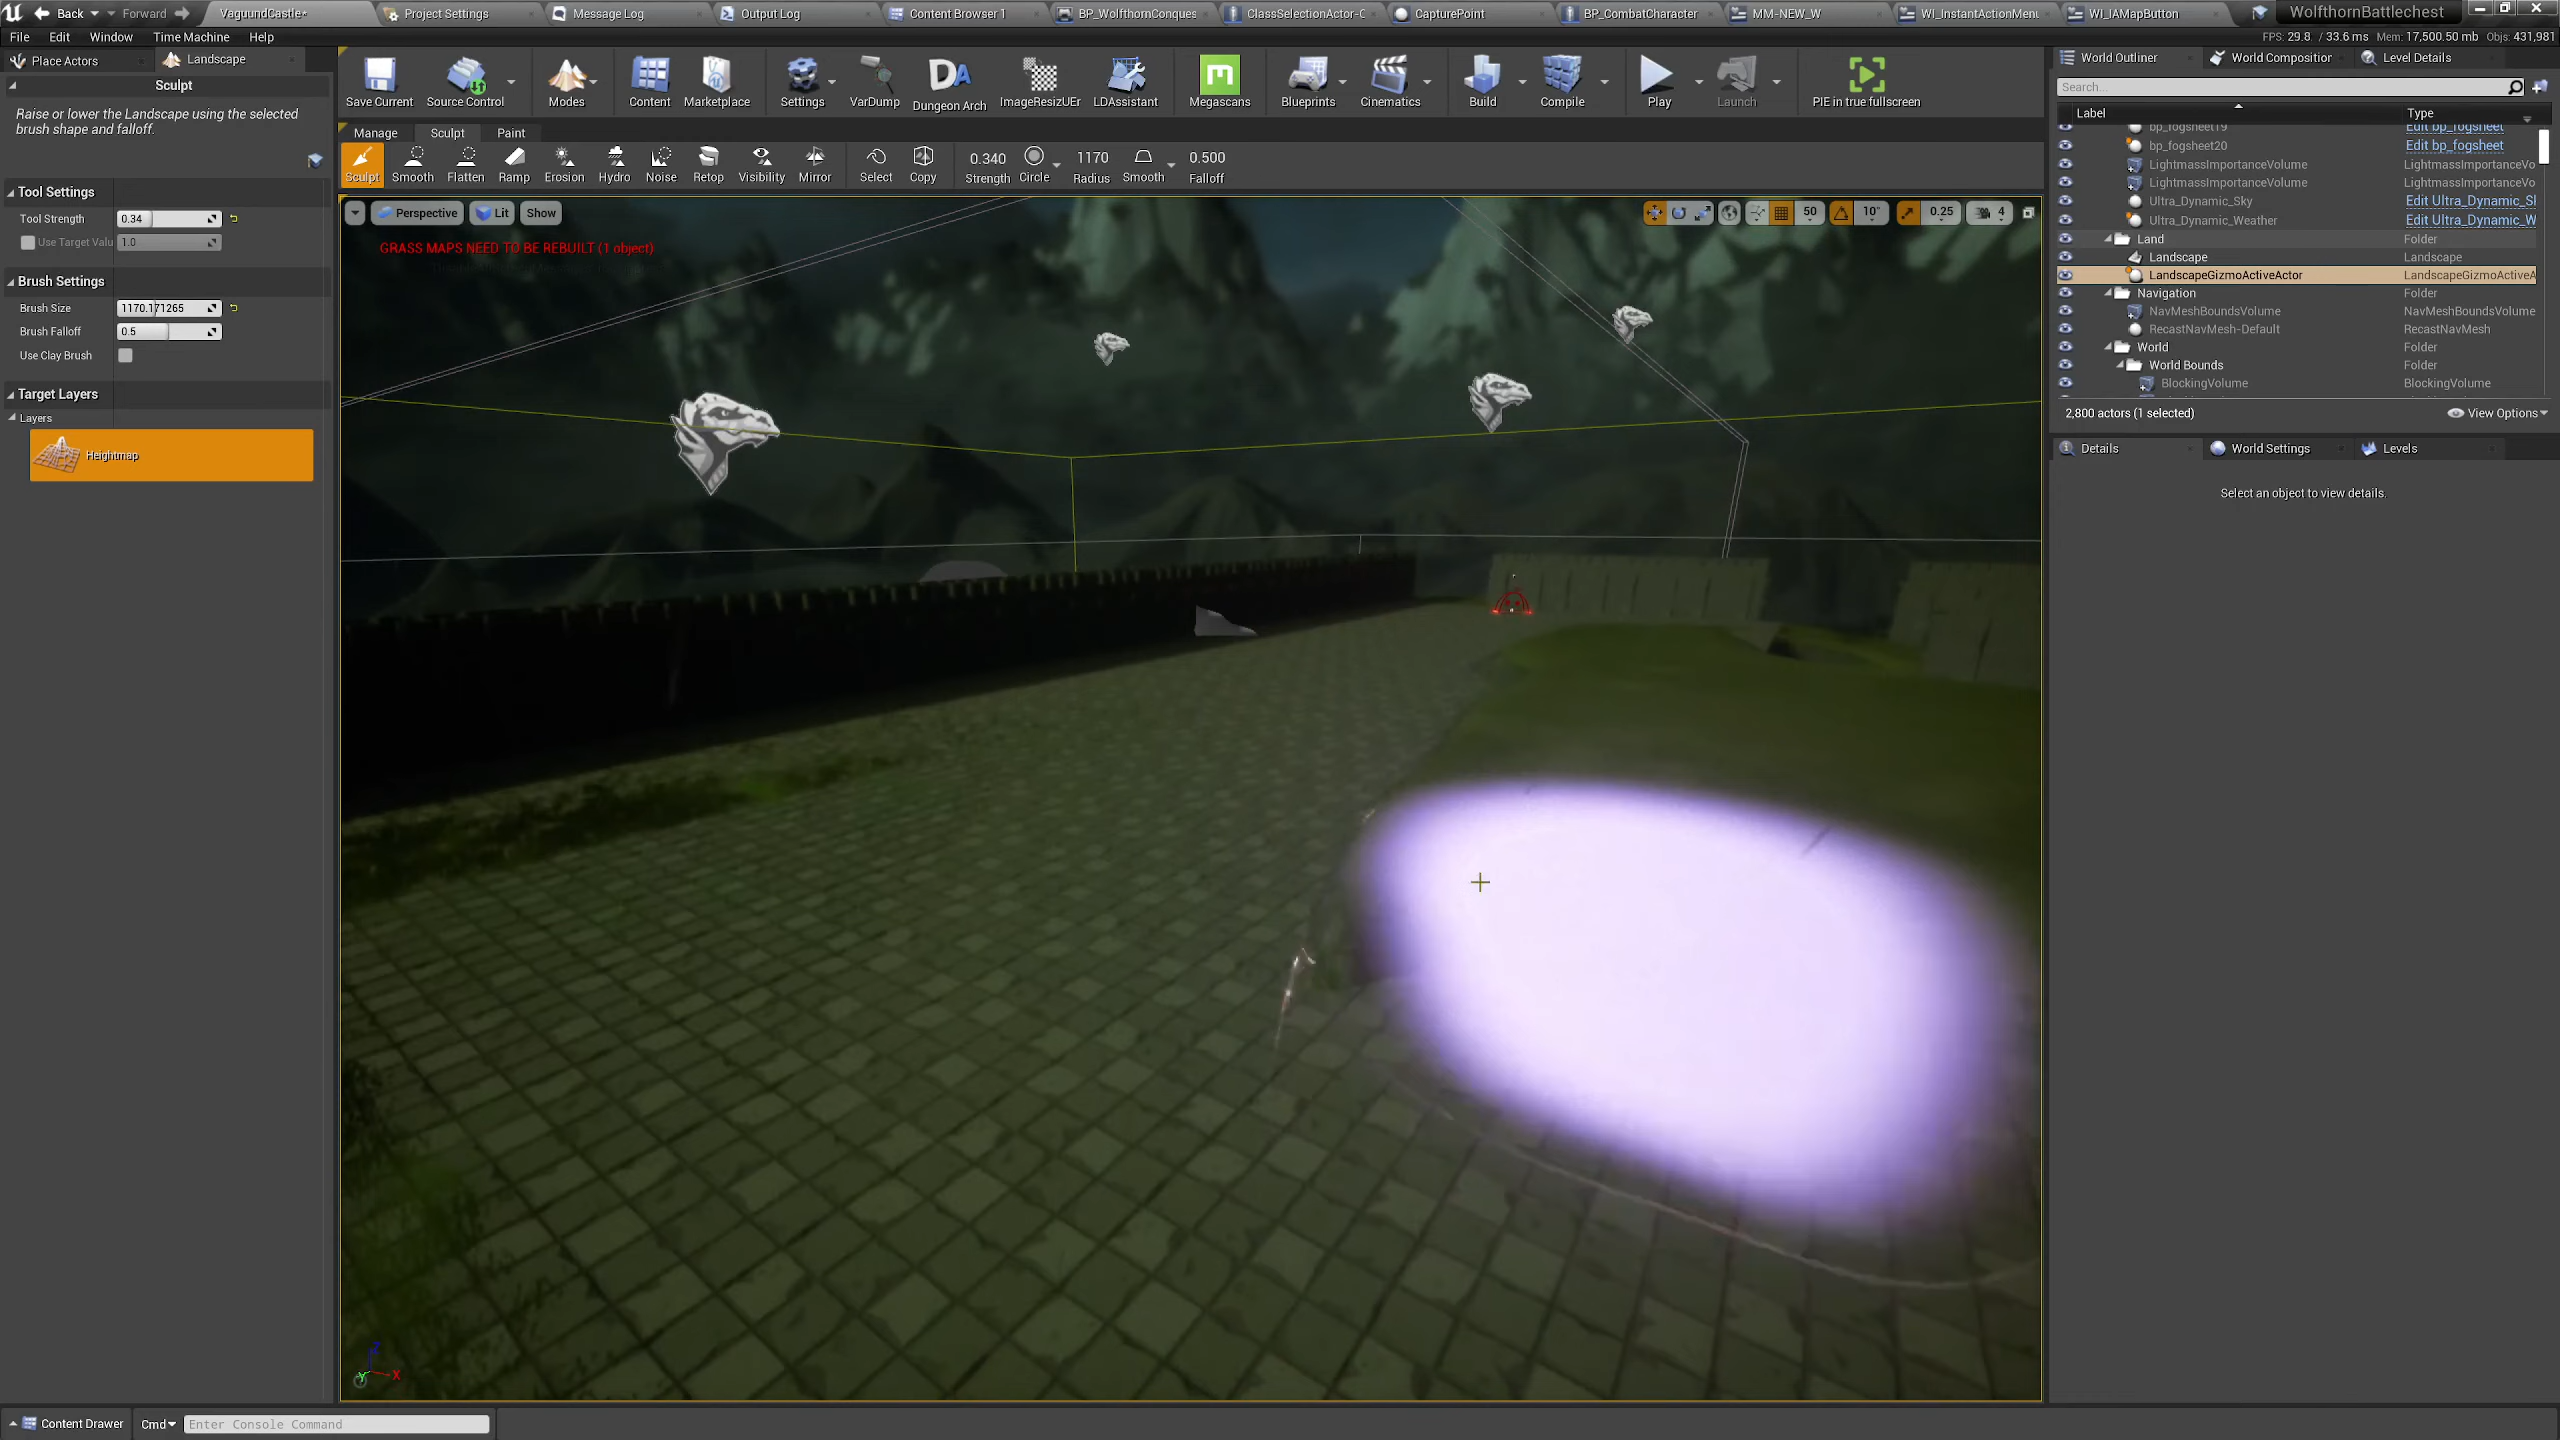 Back Forward VaguundCastle* Project Settings Message Log Output Log Content Browser 1 BP_WolfthornConques ClassSelectionActor-C CapturePoint BP_CombatCharacter MM-NEW_W WI_InstantActionMenu WI_IAMapButton WolfthornBattlechest
File Edit Window Time Machine Help
FPS: 29.8 / 33.6 ms Mem: 17,500.50 mb Objs: 431,981
Place Actors Landscape
Sculpt
Raise or lower the Landscape using the selected
brush shape and falloff.
Tool Settings
Tool Strength 0.34
Use Target Valu 1.0
Brush Settings
Brush Size 1170.171265
Brush Falloff 0.5
Use Clay Brush
Target Layers
Layers
Heightmap
Save Current Source Control Modes Content Marketplace Settings VarDump Dungeon Arch ImageResizUEr LDAssistant Megascans Blueprints Cinematics Build Compile Play Launch PIE in true fullscreen
Manage Sculpt Paint
Sculpt Smooth Flatten Ramp Erosion Hydro Noise Retop Visibility Mirror Select Copy
0.340 1170 0.500
Strength Circle Radius Smooth Falloff
Perspective Lit Show
50 10° 0.25 4
GRASS MAPS NEED TO BE REBUILT (1 object)
Z
Y X
World Outliner World Composition Level Details
Search...
Label Type
bp_fogsheet19 Edit bp_fogsheet
bp_fogsheet20 Edit bp_fogsheet
LightmassImportanceVolume LightmassImportanceVo
LightmassImportanceVolume LightmassImportanceVo
Ultra_Dynamic_Sky Edit Ultra_Dynamic_Sk
Ultra_Dynamic_Weather Edit Ultra_Dynamic_W
Land Folder
Landscape Landscape
LandscapeGizmoActiveActor LandscapeGizmoActiveA
Navigation Folder
NavMeshBoundsVolume NavMeshBoundsVolume
RecastNavMesh-Default RecastNavMesh
World Folder
World Bounds Folder
BlockingVolume BlockingVolume
2,800 actors (1 selected) View Options
Details World Settings Levels
Select an object to view details.
Content Drawer Cmd Enter Console Command